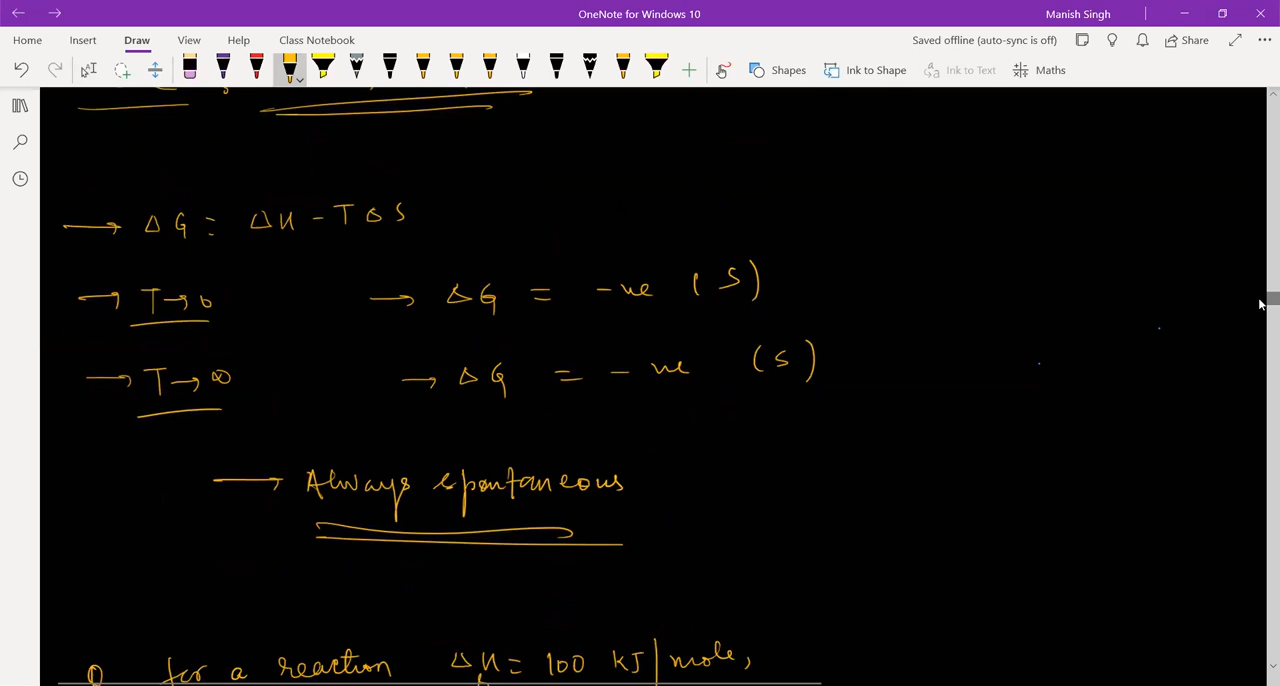 OneNote for Windows 10
Manish Singh
Home Insert Draw View Help Class Notebook
Saved offline (auto-sync is off) Share
Shapes Ink to Shape Ink to Text Maths
→ ΔG = ΔH - TΔS
→ T→0 → ΔG = -ve (S)
→ T→∞ → ΔG = -ve (S)
→ Always spontaneous
Q for a reaction ΔH = 100 KJ/mole,